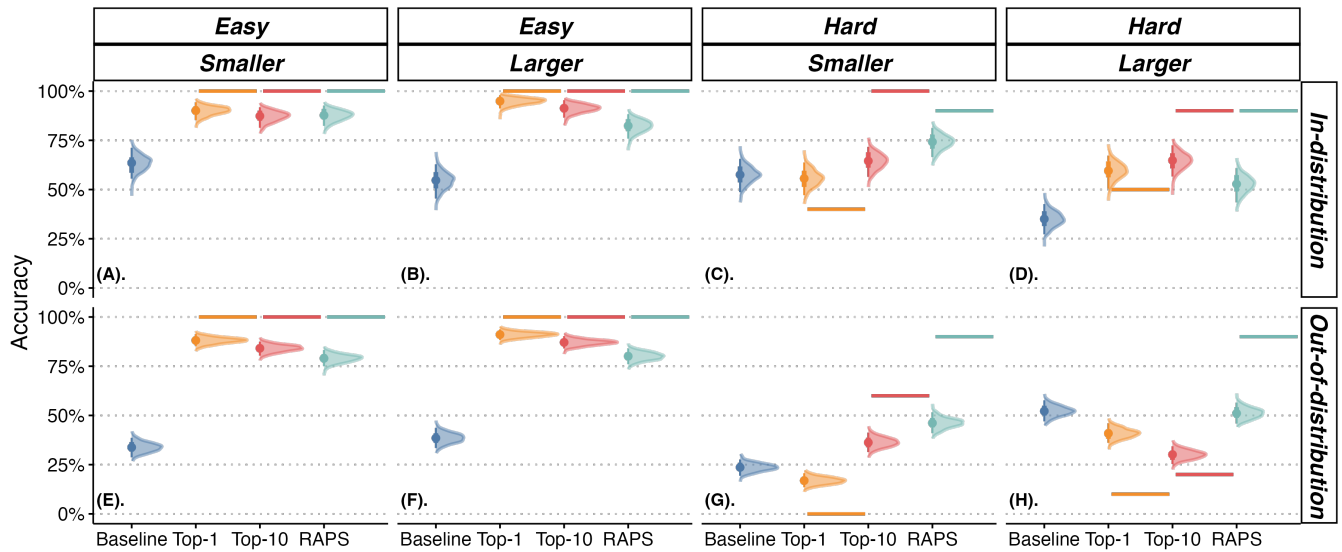 Easy Easy Hard Hard
Smaller Larger Smaller Larger
Accuracy
100%
75%
50%
25%
0%
(A). (B). (C). (D).
In-distribution
100%
75%
50%
25%
0%
(E). (F). (G). (H).
Out-of-distribution
Baseline Top-1 Top-10 RAPS Baseline Top-1 Top-10 RAPS Baseline Top-1 Top-10 RAPS Baseline Top-1 Top-10 RAPS